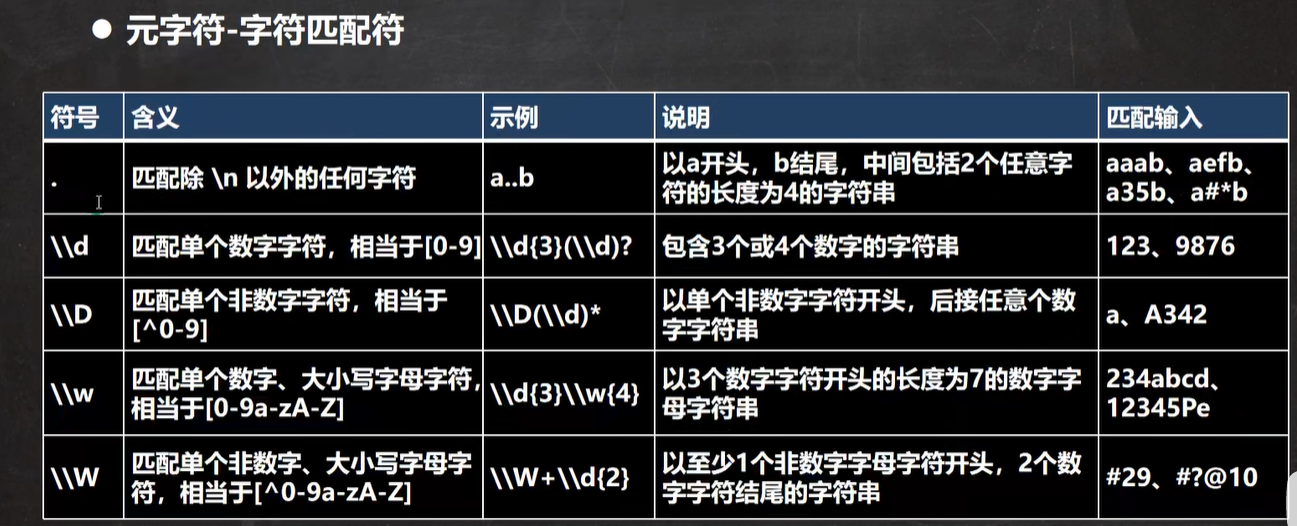 ● 元字符-字符匹配符
符号 含义 示例 说明 匹配输入
. 匹配除 \n 以外的任何字符 a..b 以a开头，b结尾，中间包括2个任意字 aaab、aefb、
符的长度为4的字符串 a35b、a#*b
\\d 匹配单个数字字符，相当于[0-9] \\d{3}(\\d)? 包含3个或4个数字的字符串 123、9876
\\D 匹配单个非数字字符，相当于 \\D(\\d)* 以单个非数字字符开头，后接任意个数 a、A342
[^0-9] 字字符串
\\w 匹配单个数字、大小写字母字符， \\d{3}\\w{4} 以3个数字字符开头的长度为7的数字字 234abcd、
相当于[0-9a-zA-Z] 母字符串 12345Pe
\\W 匹配单个非数字、大小写字母字 \\W+\\d{2} 以至少1个非数字字母字符开头，2个数 #29、#?@10
符，相当于[^0-9a-zA-Z] 字字符结尾的字符串